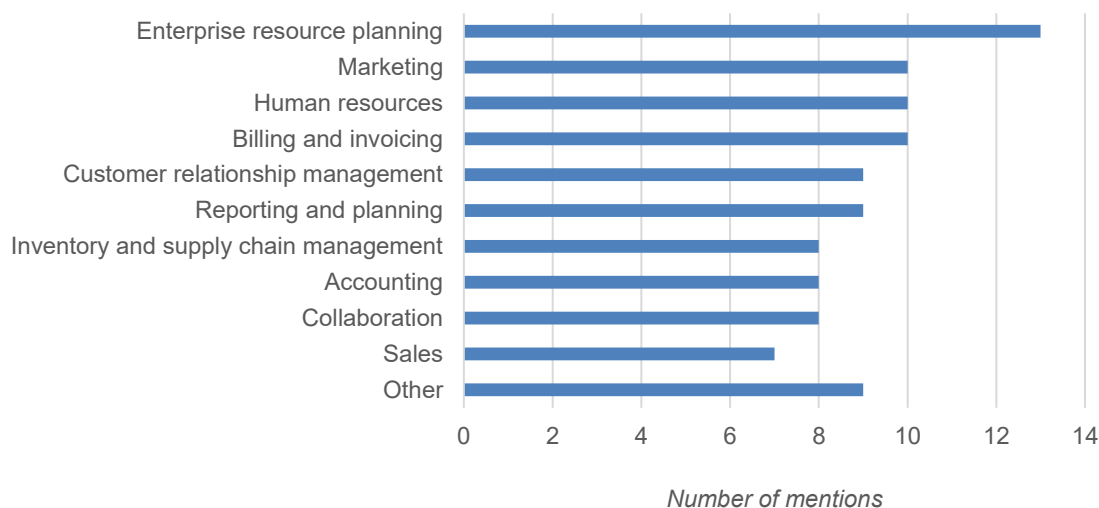 Enterprise resource planning
Marketing
Human resources
Billing and invoicing
Customer relationship management
Reporting and planning
Inventory and supply chain management
Accounting
Collaboration
Sales
Other
0 2 4 6 8 10 12 14
Number of mentions